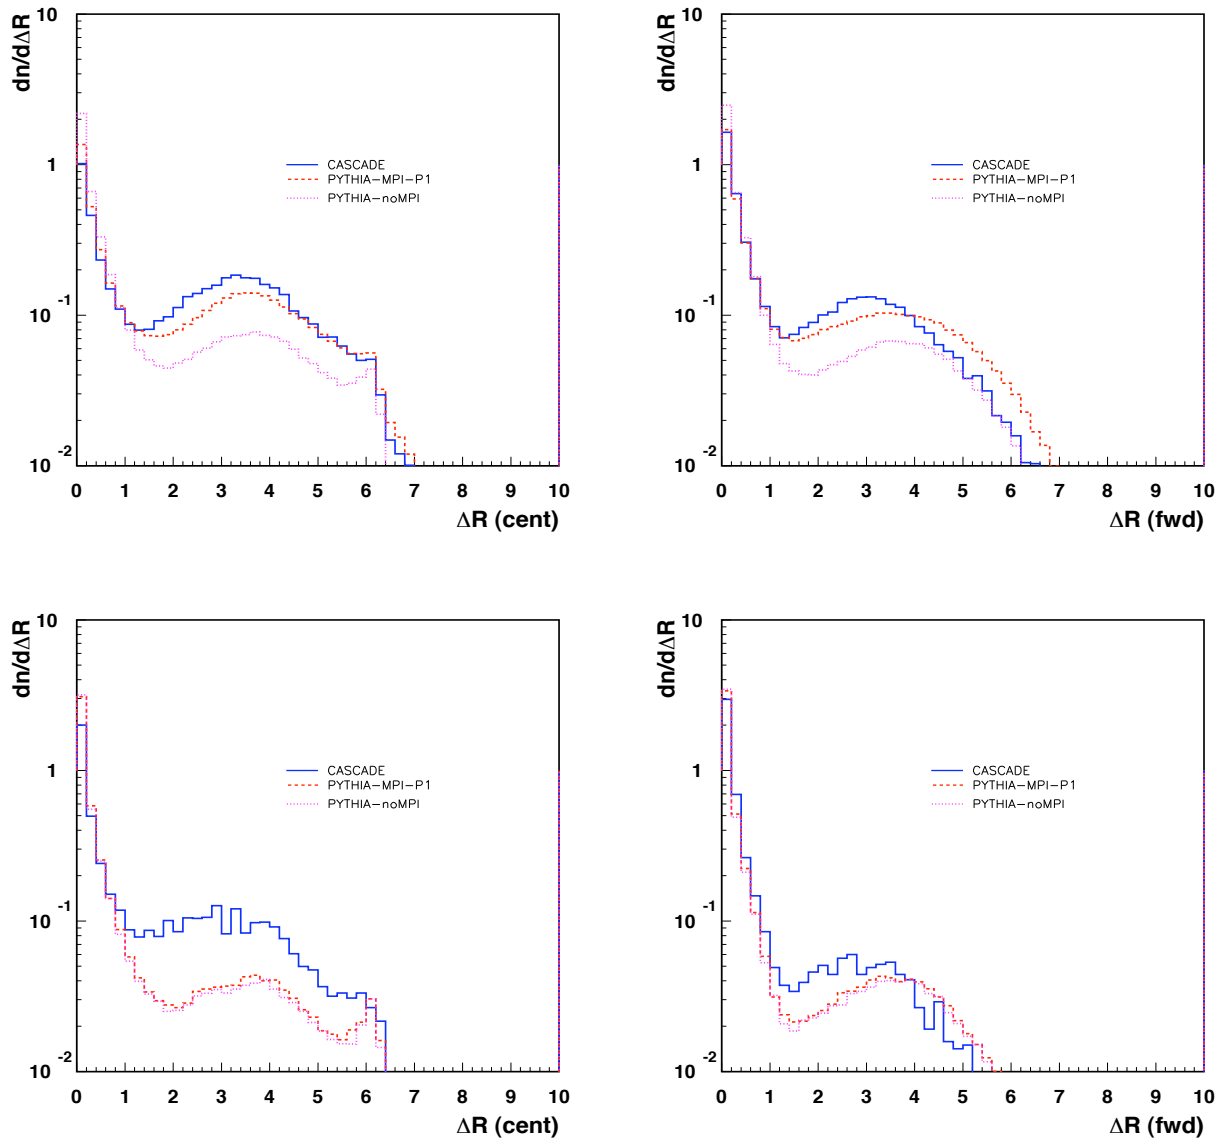 dn/dΔR
10
1
10 -1
10 -2
CASCADE
PYTHIA-MPI-P1
PYTHIA-noMPI
0 1 2 3 4 5 6 7 8 9 10
ΔR (cent)
dn/dΔR
10
1
10 -1
10 -2
CASCADE
PYTHIA-MPI-P1
PYTHIA-noMPI
0 1 2 3 4 5 6 7 8 9 10
ΔR (fwd)
dn/dΔR
10
1
10 -1
10 -2
CASCADE
PYTHIA-MPI-P1
PYTHIA-noMPI
0 1 2 3 4 5 6 7 8 9 10
ΔR (cent)
dn/dΔR
10
1
10 -1
10 -2
CASCADE
PYTHIA-MPI-P1
PYTHIA-noMPI
0 1 2 3 4 5 6 7 8 9 10
ΔR (fwd)